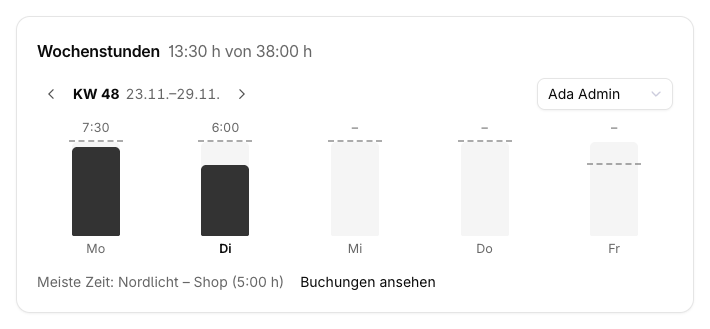 Wochenstunden 13:30 h von 38:00 h
KW 48 23.11.–29.11.
Ada Admin
7:30 6:00 – – –
Mo Di Mi Do Fr
Meiste Zeit: Nordlicht – Shop (5:00 h) Buchungen ansehen